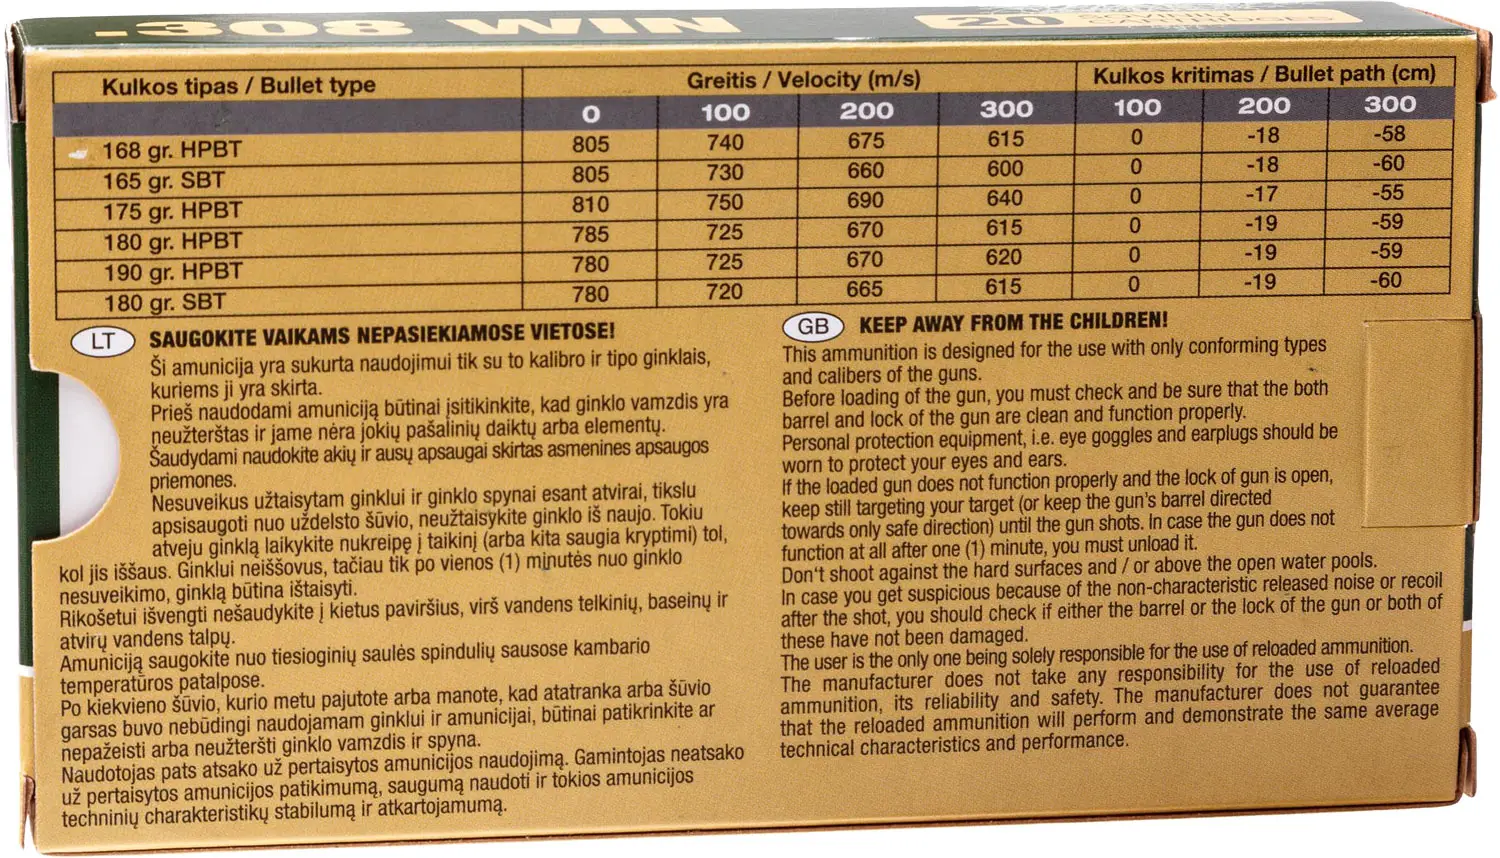 .308 WIN 20
Kulkos tipas / Bullet type Greitis / Velocity (m/s) Kulkos kritimas / Bullet path (cm)
0 100 200 300 100 200 300
168 gr. HPBT 805 740 675 615 0 -18 -58
165 gr. SBT 805 730 660 600 0 -18 -60
175 gr. HPBT 810 750 690 640 0 -17 -55
180 gr. HPBT 785 725 670 615 0 -19 -59
190 gr. HPBT 780 725 670 620 0 -19 -59
180 gr. SBT 780 720 665 615 0 -19 -60
LT SAUGOKITE VAIKAMS NEPASIEKIAMOSE VIETOSE!
Ši amunicija yra sukurta naudojimui tik su to kalibro ir tipo ginklais,
kuriems ji yra skirta.
Prieš naudodami amuniciją būtinai įsitikinkite, kad ginklo vamzdis yra
neužterštas ir jame nėra jokių pašalinių daiktų arba elementų.
Šaudydami naudokite akių ir ausų apsaugai skirtas asmenines apsaugos
priemones.
Nesuveikus užtaisytam ginklui ir ginklo spynai esant atvirai, tikslu
apsisaugoti nuo uždelsto šūvio, neužtaisykite ginklo iš naujo. Tokiu
atveju ginklą laikykite nukreipę į taikinį (arba kita saugia kryptimi) tol,
kol jis iššaus. Ginklui neiššovus, tačiau tik po vienos (1) minutės nuo ginklo
nesuveikimo, ginklą būtina ištaisyti.
Rikošetui išvengti nešaudykite į kietus paviršius, virš vandens telkinių, baseinų ir
atvirų vandens talpų.
Amuniciją saugokite nuo tiesioginių saulės spindulių sausose kambario
temperatūros patalpose.
Po kiekvieno šūvio, kurio metu pajutote arba manote, kad atatranka arba šūvio
garsas buvo nebūdingi naudojamam ginklui ir amunicijai, būtinai patikrinkite ar
nepažeisti arba neužteršti ginklo vamzdis ir spyna.
Naudotojas pats atsako už pertaisytos amunicijos naudojimą. Gamintojas neatsako
už pertaisytos amunicijos patikimumą, saugumą naudoti ir tokios amunicijos
techninių charakteristikų stabilumą ir atkartojamumą.
GB KEEP AWAY FROM THE CHILDREN!
This ammunition is designed for the use with only conforming types
and calibers of the guns.
Before loading of the gun, you must check and be sure that the both
barrel and lock of the gun are clean and function properly.
Personal protection equipment, i.e. eye goggles and earplugs should be
worn to protect your eyes and ears.
If the loaded gun does not function properly and the lock of gun is open,
keep still targeting your target (or keep the gun's barrel directed
towards only safe direction) until the gun shots. In case the gun does not
function at all after one (1) minute, you must unload it.
Don't shoot against the hard surfaces and / or above the open water pools.
In case you get suspicious because of the non-characteristic released noise or recoil
after the shot, you should check if either the barrel or the lock of the gun or both of
these have not been damaged.
The user is the only one being solely responsible for the use of reloaded ammunition.
The manufacturer does not take any responsibility for the use of reloaded
ammunition, its reliability and safety. The manufacturer does not guarantee
that the reloaded ammunition will perform and demonstrate the same average
technical characteristics and performance.